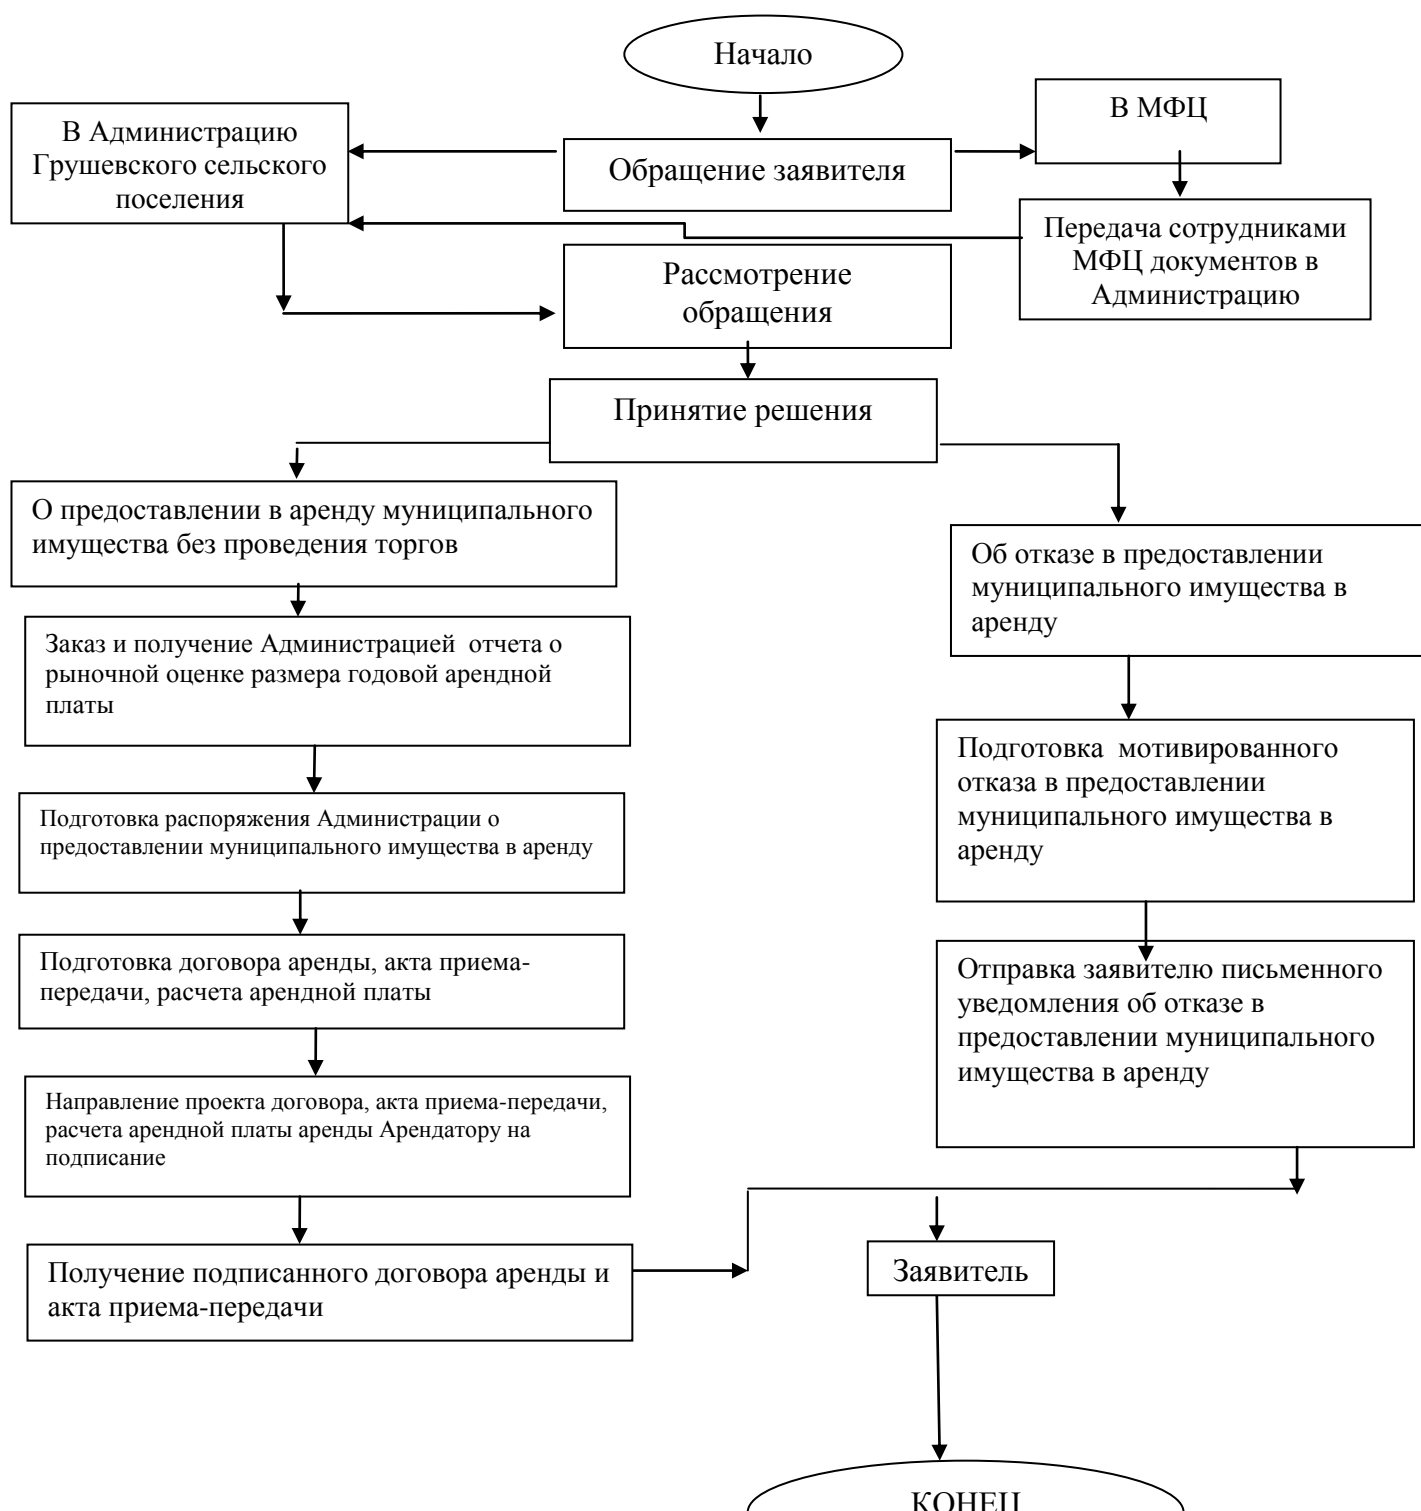 Начало
В МФЦ
В Администрацию
Грушевского сельского
поселения
Обращение заявителя
Передача сотрудниками
МФЦ документов в
Администрацию
Рассмотрение
обращения
Принятие решения
О предоставлении в аренду муниципального
имущества без проведения торгов
Заказ и получение Администрацией отчета о
рыночной оценке размера годовой арендной
платы
Подготовка распоряжения Администрации о
предоставлении муниципального имущества в аренду
Подготовка договора аренды, акта приема-
передачи, расчета арендной платы
Направление проекта договора, акта приема-передачи,
расчета арендной платы аренды Арендатору на
подписание
Получение подписанного договора аренды и
акта приема-передачи
Об отказе в предоставлении
муниципального имущества в
аренду
Подготовка мотивированного
отказа в предоставлении
муниципального имущества в
аренду
Отправка заявителю письменного
уведомления об отказе в
предоставлении муниципального
имущества в аренду
Заявитель
КОНЕЦ